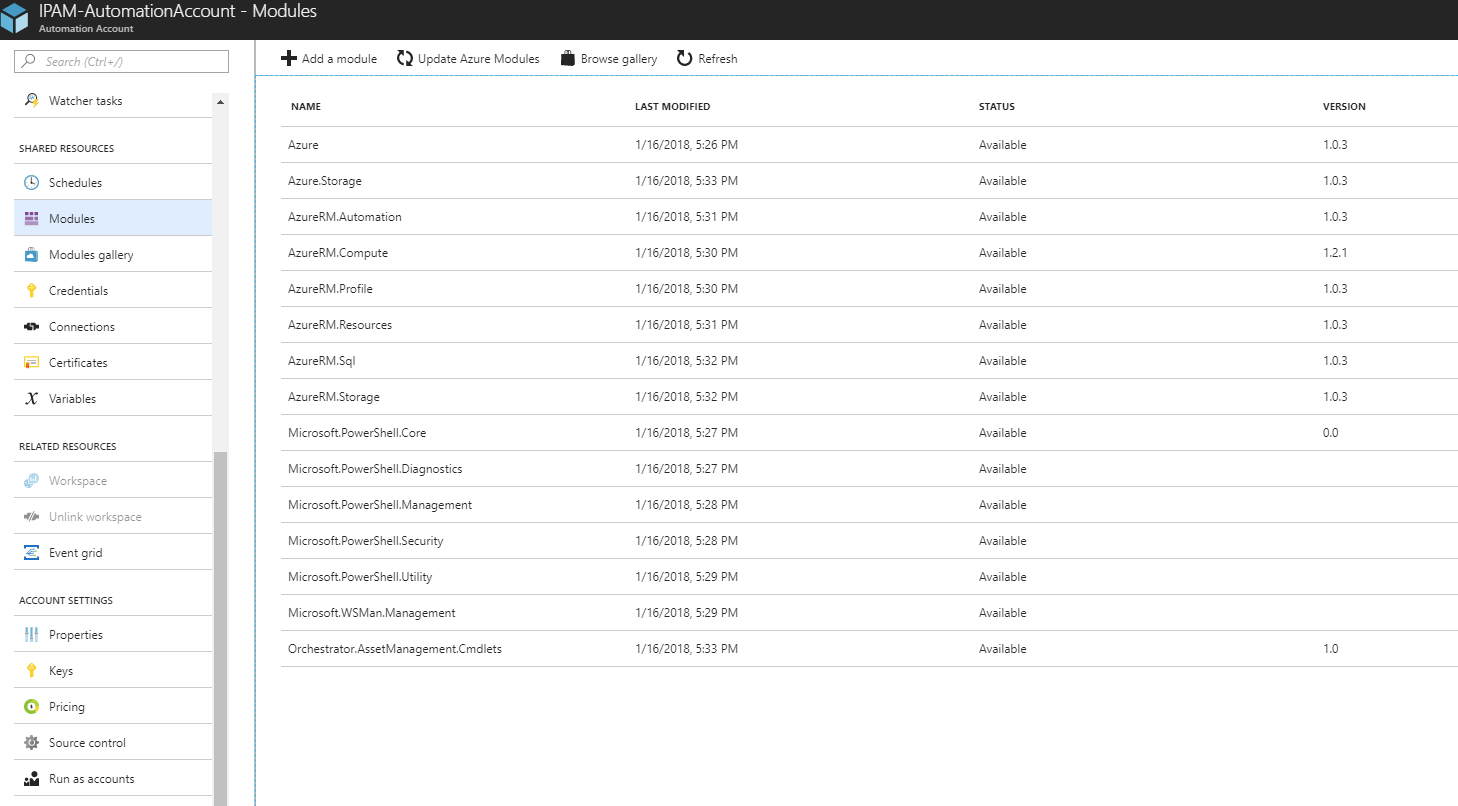 IPAM-AutomationAccount - Modules
Automation Account
Search (Ctrl+/)
Watcher tasks
SHARED RESOURCES
Schedules
Modules
Modules gallery
Credentials
Connections
Certificates
Variables
RELATED RESOURCES
Workspace
Unlink workspace
Event grid
ACCOUNT SETTINGS
Properties
Keys
Pricing
Source control
Run as accounts
Add a module Update Azure Modules Browse gallery Refresh
NAME LAST MODIFIED STATUS VERSION
Azure 1/16/2018, 5:26 PM Available 1.0.3
Azure.Storage 1/16/2018, 5:33 PM Available 1.0.3
AzureRM.Automation 1/16/2018, 5:31 PM Available 1.0.3
AzureRM.Compute 1/16/2018, 5:30 PM Available 1.2.1
AzureRM.Profile 1/16/2018, 5:30 PM Available 1.0.3
AzureRM.Resources 1/16/2018, 5:31 PM Available 1.0.3
AzureRM.Sql 1/16/2018, 5:32 PM Available 1.0.3
AzureRM.Storage 1/16/2018, 5:32 PM Available 1.0.3
Microsoft.PowerShell.Core 1/16/2018, 5:27 PM Available 0.0
Microsoft.PowerShell.Diagnostics 1/16/2018, 5:27 PM Available
Microsoft.PowerShell.Management 1/16/2018, 5:28 PM Available
Microsoft.PowerShell.Security 1/16/2018, 5:28 PM Available
Microsoft.PowerShell.Utility 1/16/2018, 5:29 PM Available
Microsoft.WSMan.Management 1/16/2018, 5:29 PM Available
Orchestrator.AssetManagement.Cmdlets 1/16/2018, 5:33 PM Available 1.0